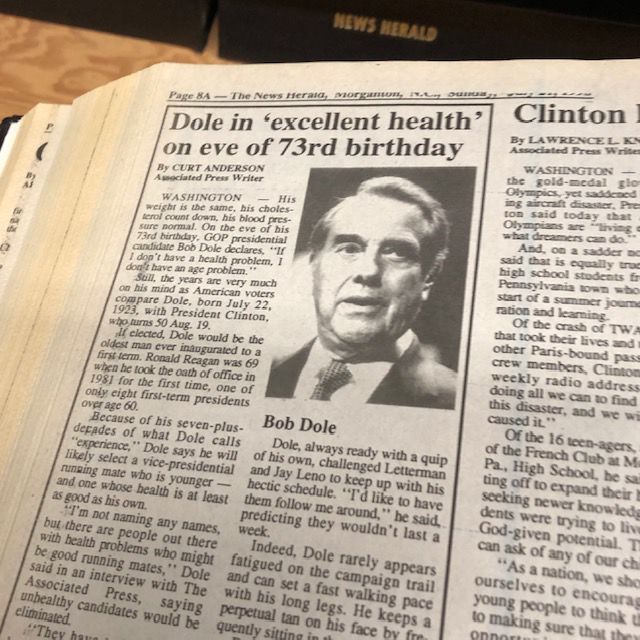 NEWS HERALD
Page 8A — The News Herald, Morganton, N.C., Sunday,
Dole in ‘excellent health’
on eve of 73rd birthday
By CURT ANDERSON
Associated Press Writer
WASHINGTON — His
weight is the same, his choles-
terol count down, his blood pres-
sure normal. On the eve of his
73rd birthday, GOP presidential
candidate Bob Dole declares, "If
I don't have a health problem, I
don't have an age problem."
Still, the years are very much
on his mind as American voters
compare Dole, born July 22,
1923, with President Clinton,
who turns 50 Aug. 19.
If elected, Dole would be the
oldest man ever inaugurated to a
first term. Ronald Reagan was 69
when he took the oath of office in
1981 for the first time, one of
only eight first-term presidents
over age 60.
Because of his seven-plus-
decades of what Dole calls
"experience," Dole says he will
likely select a vice-presidential
running mate who is younger —
and one whose health is at least
as good as his own.
"I'm not naming any names,
but there are people out there
with health problems who might
be good running mates," Dole
said in an interview with The
Associated Press, saying
unhealthy candidates would be
eliminated.
"They have
Bob Dole
Dole, always ready with a quip
of his own, challenged Letterman
and Jay Leno to keep up with his
hectic schedule. "I'd like to have
them follow me around," he said,
predicting they wouldn't last a
week.
Indeed, Dole rarely appears
fatigued on the campaign trail
and can set a fast walking pace
with his long legs. He keeps a
perpetual tan on his face by fre-
quently sitting in the
Clinton
By LAWRENCE L.
Associated Press Writer
WASHINGTON —
the gold-medal
Olympics, yet saddened
ing aircraft disaster,
ton said today that
Olympians are "living
what dreamers can do."
And, on a sadder
said that is equally
high school students
Pennsylvania town who
start of a summer
ration and learning.
Of the crash of
that took their lives and
other Paris-bound
crew members, Clinton
weekly radio address
doing all we can to find
this disaster, and we
caused it."
Of the 16 teen-agers,
of the French Club at
Pa., High School, he
ting off to expand their
seeking newer
dents were trying to
God-given potential.
can ask of any of our
"As a nation, we
ourselves to encourage
young people to think
to making sure that